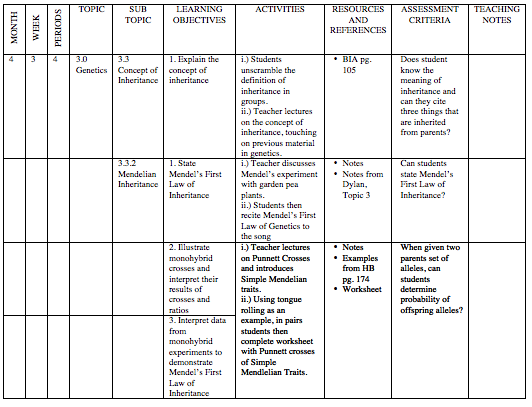 MONTH
WEEK
PERIODS
TOPIC
SUB
TOPIC
LEARNING
OBJECTIVES
ACTIVITIES
RESOURCES
AND
REFERENCES
ASSESSMENT
CRITERIA
TEACHING
NOTES
4
3
4
3.0
Genetics
3.3
Concept of
Inheritance
1. Explain the
concept of
inheritance
i.) Students
unscramble the
definition of
inheritance in
groups.
ii.) Teacher lectures
on the concept of
inheritance, touching
on previous material
in genetics.
• BIA pg.
105
Does student
know the
meaning of
inheritance and
can they cite
three things that
are inherited
from parents?
3.3.2
Mendelian
Inheritance
1. State
Mendel’s First
Law of
Inheritance
i.) Teacher discusses
Mendel’s experiment
with garden pea
plants.
ii.) Students then
recite Mendel’s First
Law of Genetics to
the song
• Notes
• Notes from
Dylan,
Topic 3
Can students
state Mendel’s
First Law of
Inheritance?
2. Illustrate
monohybrid
crosses and
interpret their
results of
crosses and
ratios
i.) Teacher lectures
on Punnett Crosses
and introduces
Simple Mendelian
traits.
ii.) Using tongue
rolling as an
example, in pairs
students then
complete worksheet
with Punnett crosses
of Simple
Mendlelian Traits.
• Notes
• Examples
from HB
pg. 174
• Worksheet
When given two
parents set of
alleles, can
students
determine
probability of
offspring alleles?
3. Interpret data
from
monohybrid
experiments to
demonstrate
Mendel’s First
Law of
Inheritance